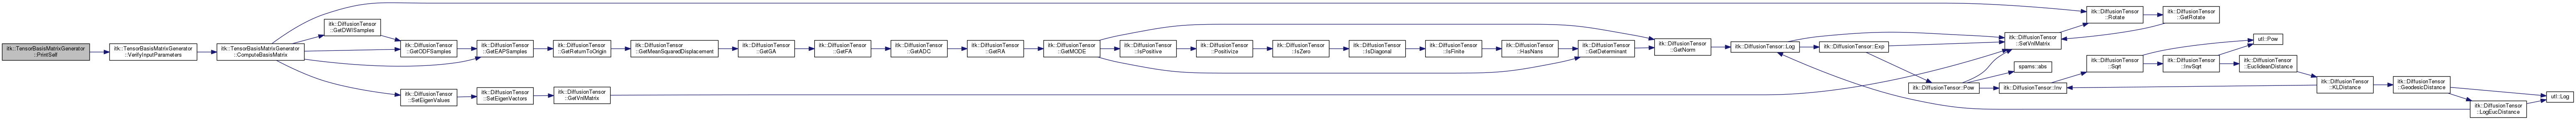 itk::TensorBasisMatrixGenerator
::PrintSelf
itk::TensorBasisMatrixGenerator
::VerifyInputParameters
itk::TensorBasisMatrixGenerator
::ComputeBasisMatrix
itk::DiffusionTensor
::GetDWISamples
itk::DiffusionTensor
::GetODFSamples
itk::DiffusionTensor
::GetEAPSamples
itk::DiffusionTensor
::GetReturnToOrigin
itk::DiffusionTensor
::GetMeanSquaredDisplacement
itk::DiffusionTensor
::GetGA
itk::DiffusionTensor
::GetFA
itk::DiffusionTensor
::GetADC
itk::DiffusionTensor
::GetRA
itk::DiffusionTensor
::GetMODE
itk::DiffusionTensor
::IsPositive
itk::DiffusionTensor
::Positivize
itk::DiffusionTensor
::IsZero
itk::DiffusionTensor
::IsDiagonal
itk::DiffusionTensor
::IsFinite
itk::DiffusionTensor
::HasNans
itk::DiffusionTensor
::GetDeterminant
itk::DiffusionTensor
::GetNorm
itk::DiffusionTensor::Log
itk::DiffusionTensor::Exp
itk::DiffusionTensor::Pow
itk::DiffusionTensor
::SetVnlMatrix
spams::abs
itk::DiffusionTensor::Inv
itk::DiffusionTensor
::Rotate
itk::DiffusionTensor
::GetRotate
itk::DiffusionTensor
::Sqrt
itk::DiffusionTensor
::InvSqrt
utl::Pow
itk::DiffusionTensor
::EuclideanDistance
itk::DiffusionTensor
::KLDistance
itk::DiffusionTensor
::GeodesicDistance
itk::DiffusionTensor
::LogEucDistance
utl::Log
itk::DiffusionTensor
::SetEigenValues
itk::DiffusionTensor
::SetEigenVectors
itk::DiffusionTensor
::GetVnlMatrix